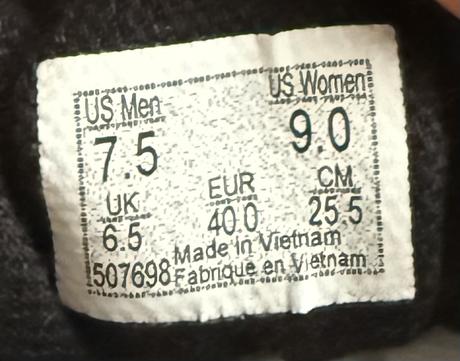 US Men US Women
7.5 9.0
UK EUR CM
6.5 40.0 25.5
Made in Vietnam
507698 Fabriqué en Vietnam